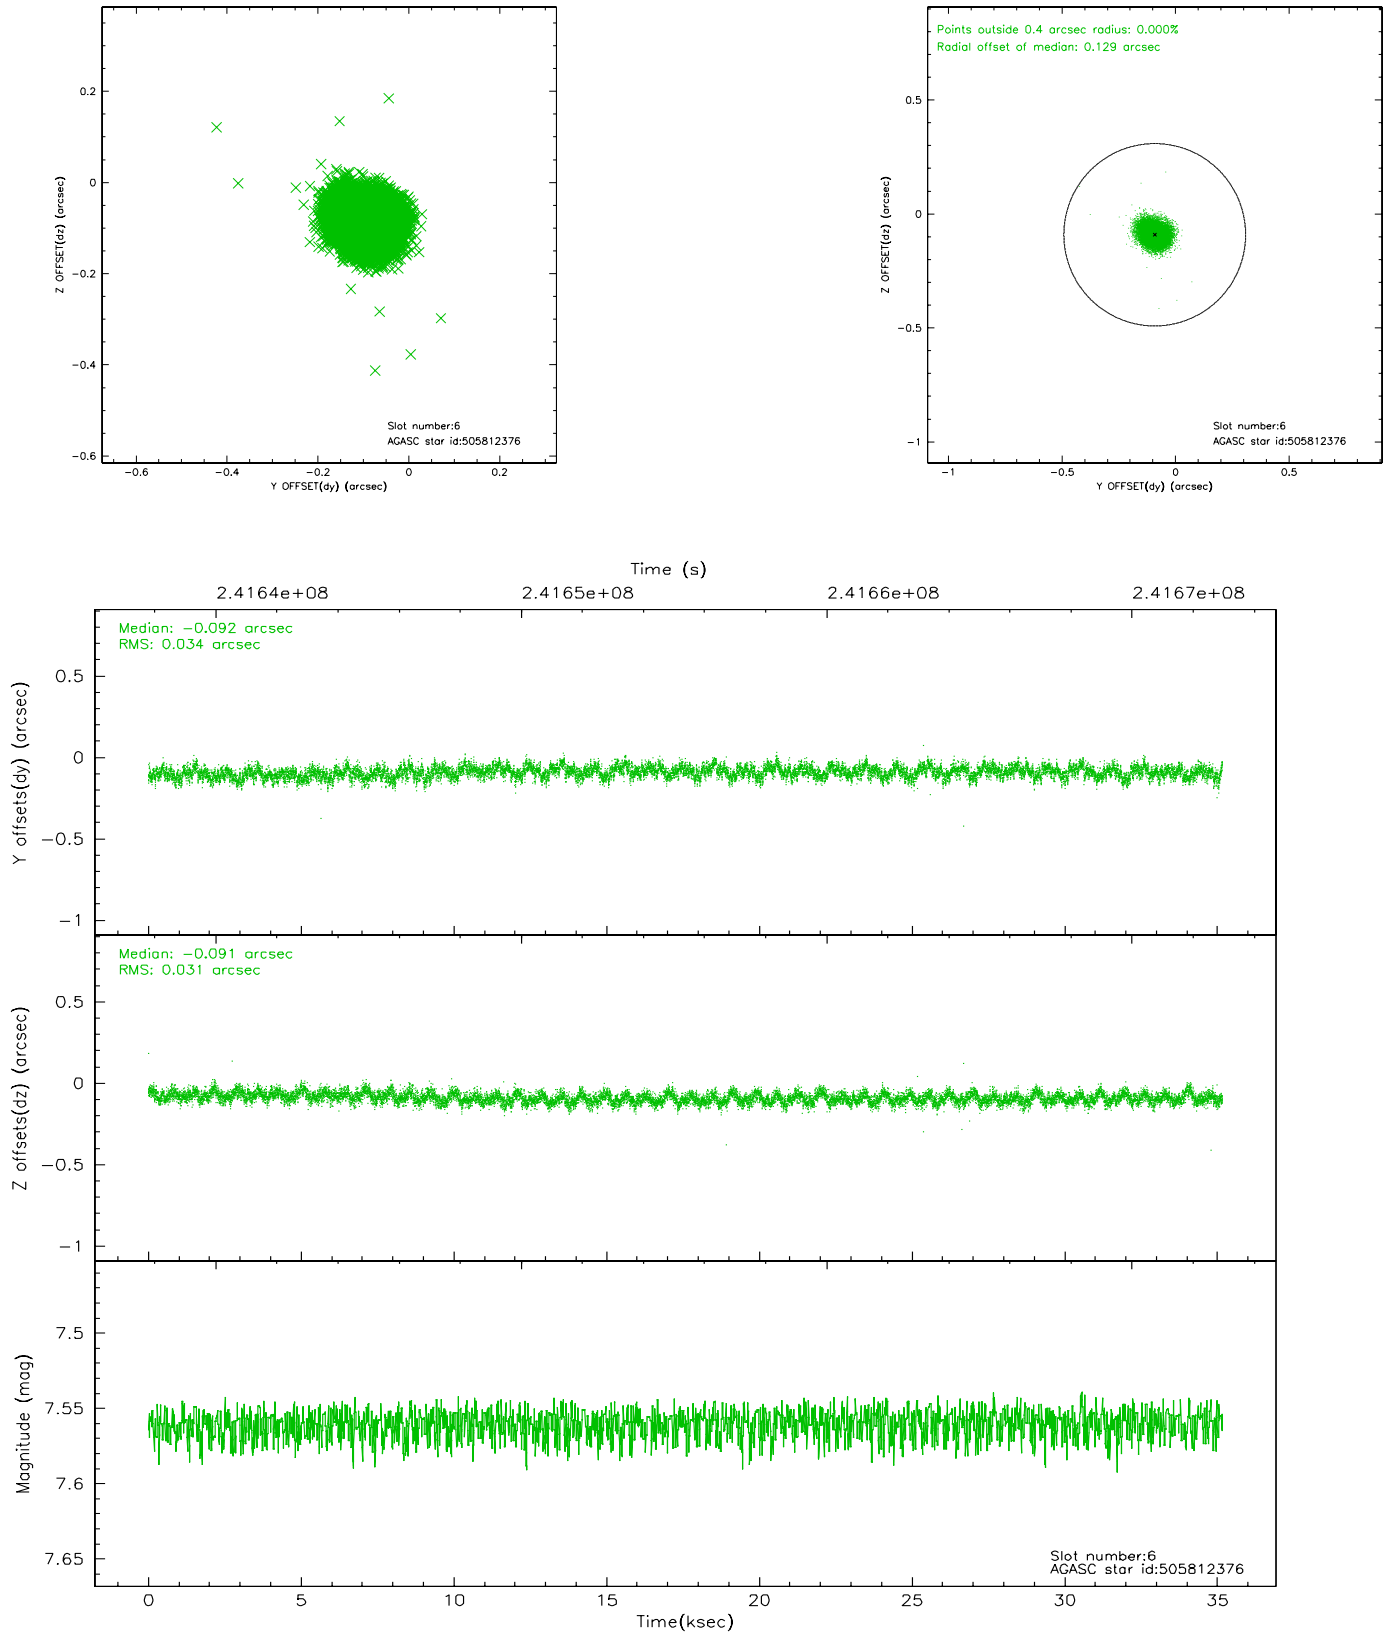 0.2
0
−0.2
−0.4
−0.6
Z OFFSET(dz) (arcsec)
Slot number:6
AGASC star id:505812376
−0.6
−0.4
−0.2
0
0.2
Y OFFSET(dy) (arcsec)
Points outside 0.4 arcsec radius: 0.000%
Radial offset of median: 0.129 arcsec
0.5
0
−0.5
−1
Z OFFSET(dz) (arcsec)
Slot number:6
AGASC star id:505812376
−1
−0.5
0
0.5
Y OFFSET(dy) (arcsec)
Time (s)
2.4164e+08
2.4165e+08
2.4166e+08
2.4167e+08
Median: −0.092 arcsec
RMS: 0.034 arcsec
0.5
0
−0.5
−1
Y offsets(dy) (arcsec)
Median: −0.091 arcsec
RMS: 0.031 arcsec
0.5
0
−0.5
−1
Z offsets(dz) (arcsec)
7.5
7.55
7.6
7.65
Magnitude (mag)
Slot number:6
AGASC star id:505812376
0
5
10
15
20
25
30
35
Time(ksec)